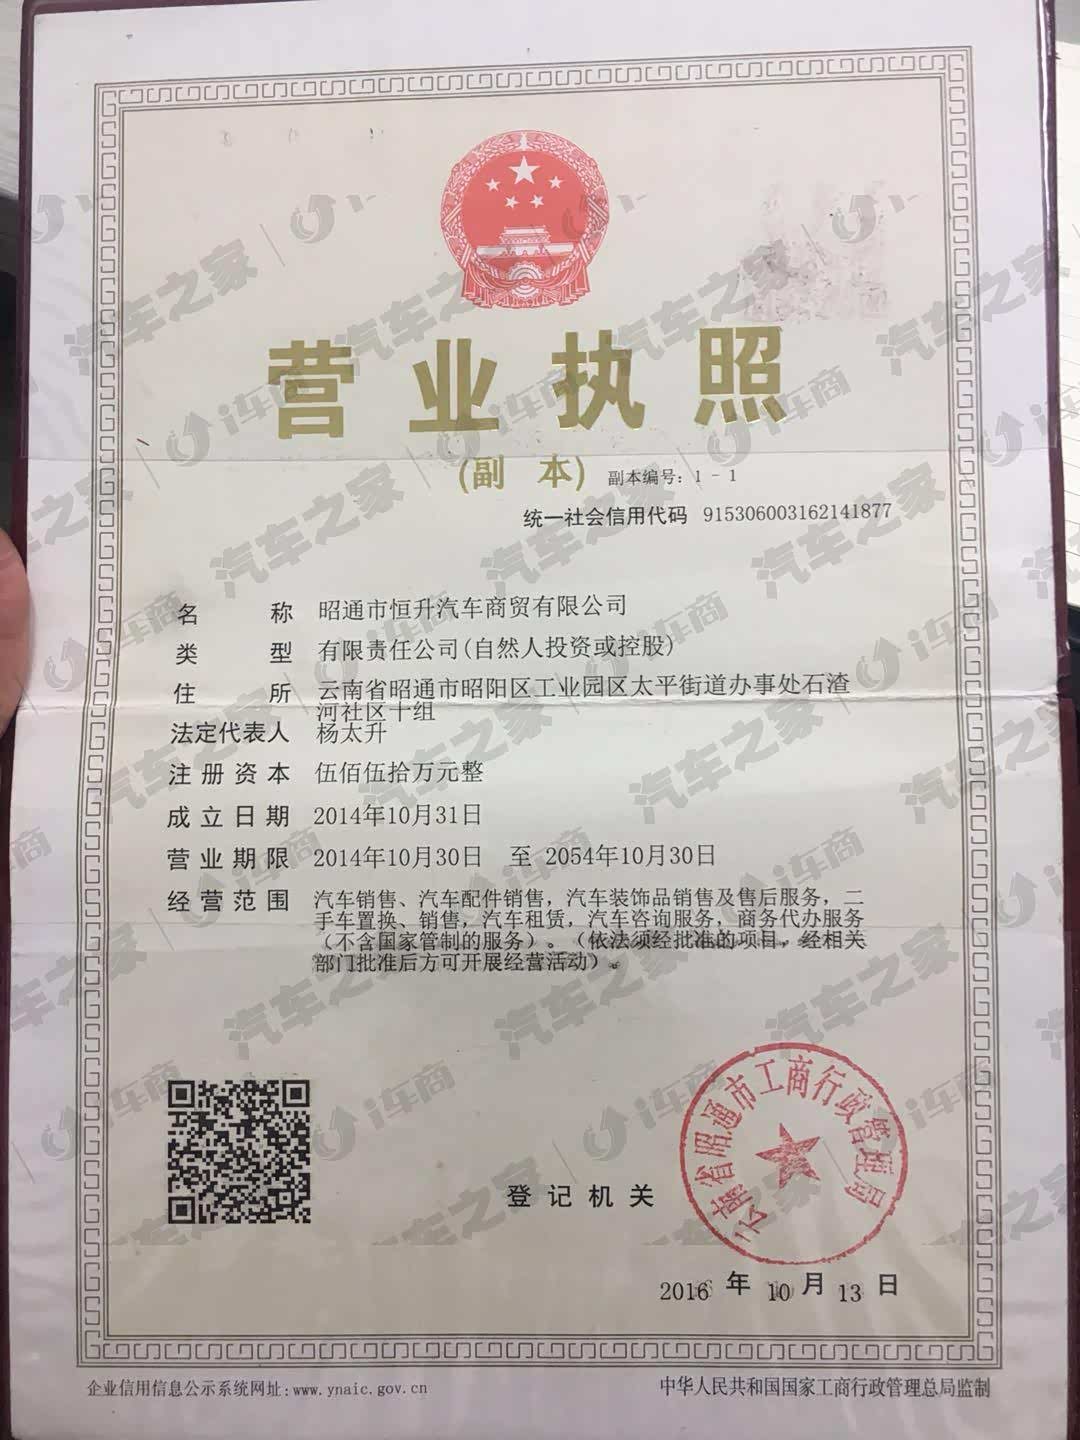 营业执照
(副 本) 副本编号：1 - 1
统一社会信用代码 915306003162141877
名 称 昭通市恒升汽车商贸有限公司
类 型 有限责任公司(自然人投资或控股)
住 所 云南省昭通市昭阳区工业园区太平街道办事处石渣
河社区十组
法定代表人 杨太升
注册资本 伍佰伍拾万元整
成立日期 2014年10月31日
营业期限 2014年10月30日 至 2054年10月30日
经营范围 汽车销售、汽车配件销售，汽车装饰品销售及售后服务，二
手车置换、销售，汽车租赁，汽车咨询服务，商务代办服务
（不含国家管制的服务）。（依法须经批准的项目，经相关
部门批准后方可开展经营活动）。
云南省昭通市工商行政管理局
登记机关
2016 年 10 月 13 日
企业信用信息公示系统网址：www.ynaic.gov.cn
中华人民共和国国家工商行政管理总局监制
汽车之家 i车商